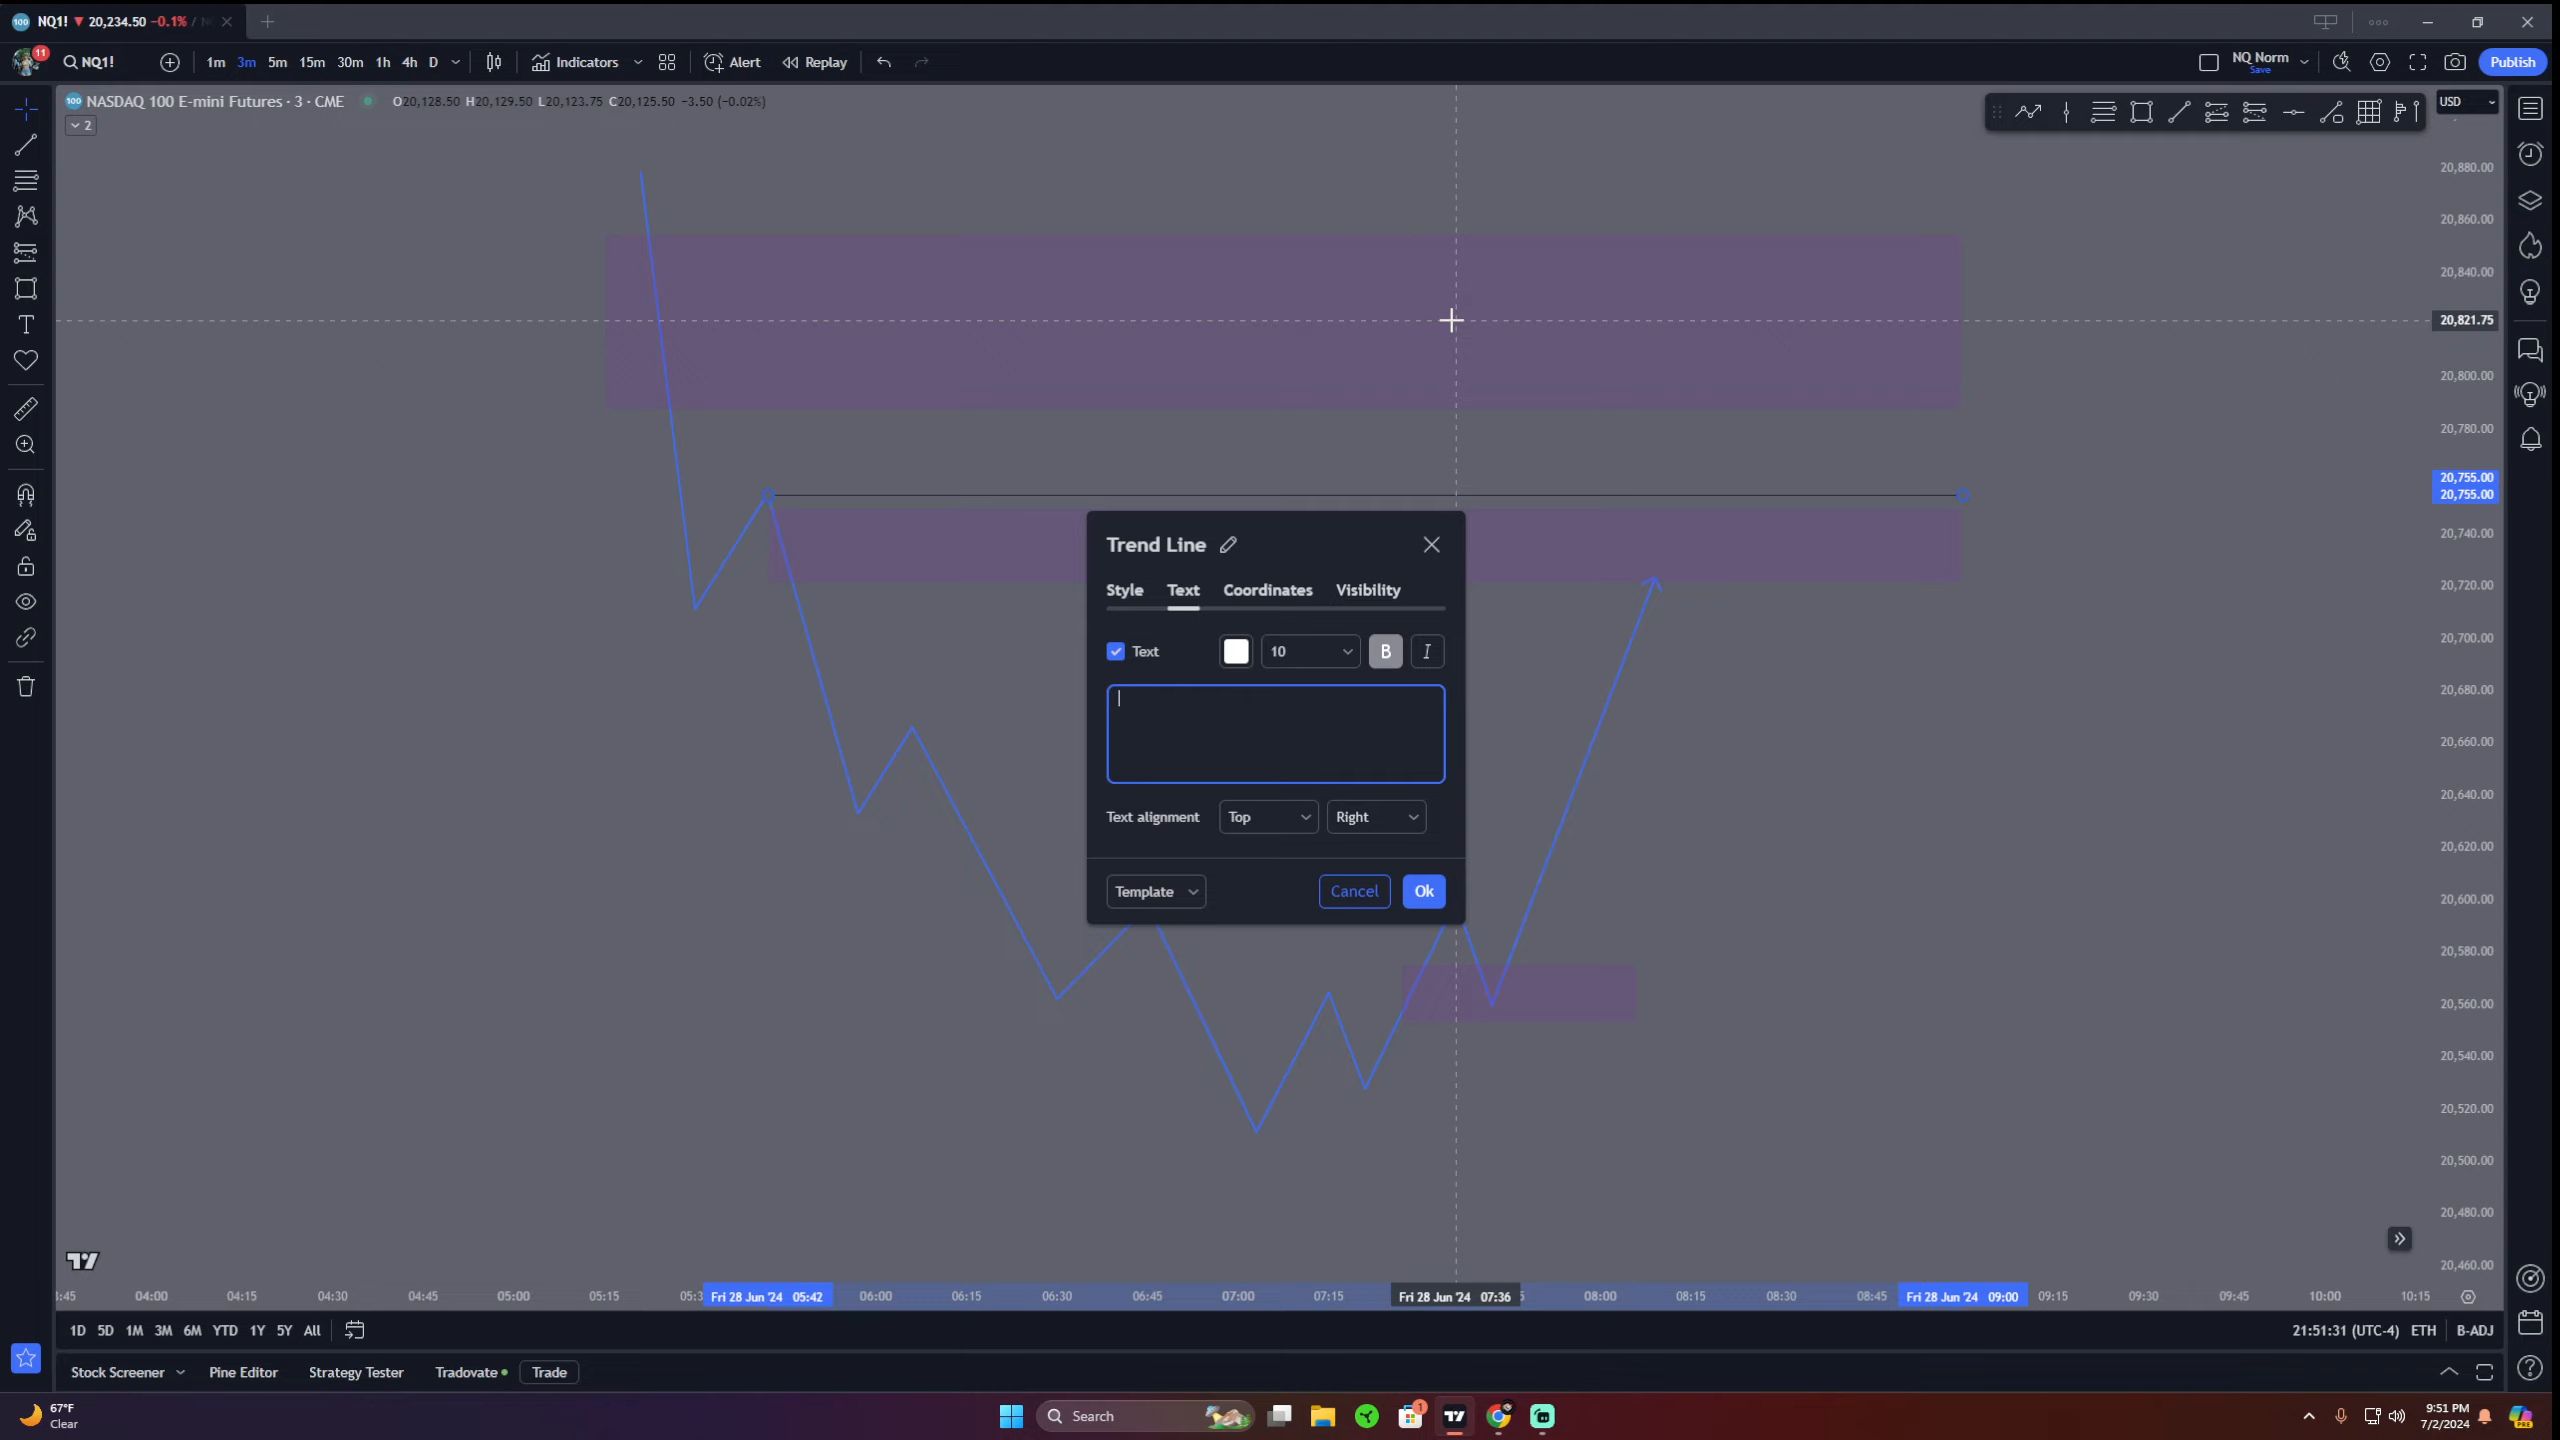 NQ1! ▼ 20,234.50 −0.1% /
11
NQ1! 1m 3m 5m 15m 30m 1h 4h D Indicators Alert Replay NQ Norm Save Publish
NASDAQ 100 E-mini Futures · 3 · CME O20,128.50 H20,129.50 L20,123.75 C20,125.50 −3.50 (−0.02%)
USD
2
20,880.00
20,860.00
20,840.00
20,821.75
20,800.00
20,780.00
20,755.00
20,755.00
20,740.00
20,720.00
20,700.00
20,680.00
20,660.00
20,640.00
20,620.00
20,600.00
20,580.00
20,560.00
20,540.00
20,520.00
20,500.00
20,480.00
20,460.00
Trend Line
Style Text Coordinates Visibility
Text 10 B I
Text alignment Top Right
Template Cancel Ok
:45 04:00 04:15 04:30 04:45 05:00 05:15 05:3 Fri 28 Jun '24 05:42 06:00 06:15 06:30 06:45 07:00 07:15 Fri 28 Jun '24 07:36 08:00 08:15 08:30 08:45 Fri 28 Jun '24 09:00 09:15 09:30 09:45 10:00 10:15
1D 5D 1M 3M 6M YTD 1Y 5Y All 21:51:31 (UTC-4) ETH B-ADJ
Stock Screener Pine Editor Strategy Tester Tradovate Trade
67°F
Clear
Search
1
9:51 PM
7/2/2024
PRE